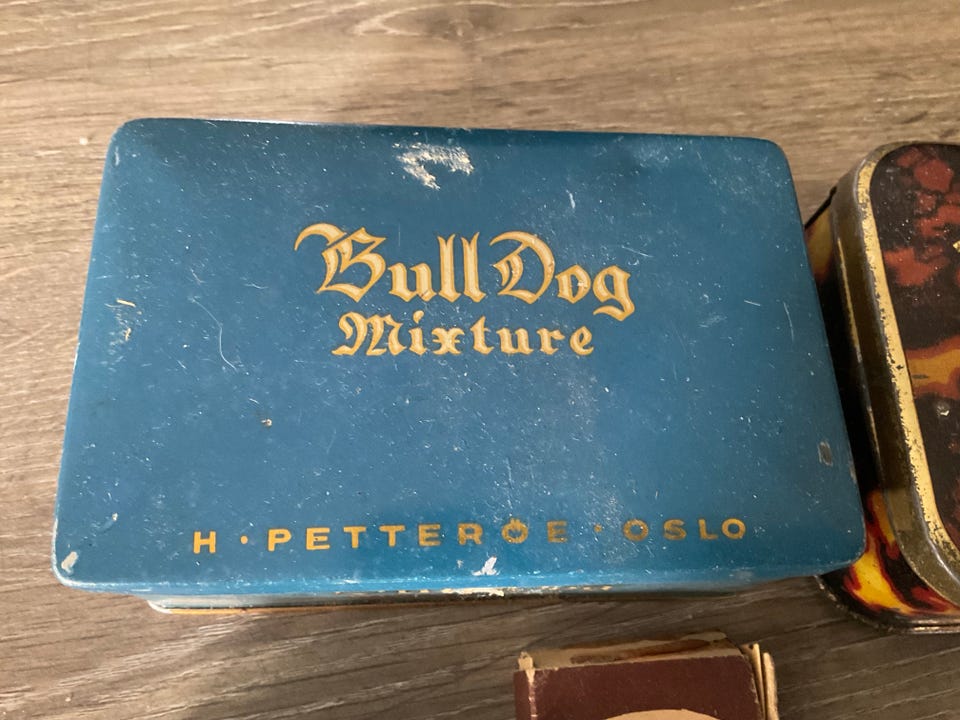 Bull Dog
Mixture
H · PETTERØE · OSLO